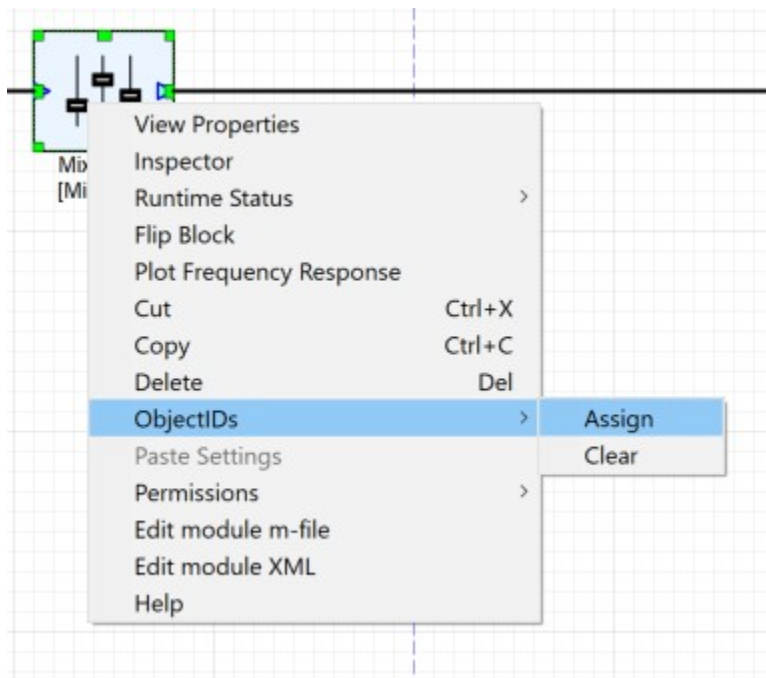 View Properties
Mix
Inspector
[Mi
Runtime Status
Flip Block
Plot Frequency Response
Cut Ctrl+X
Copy Ctrl+C
Delete Del
ObjectIDs Assign
Paste Settings Clear
Permissions
Edit module m-file
Edit module XML
Help